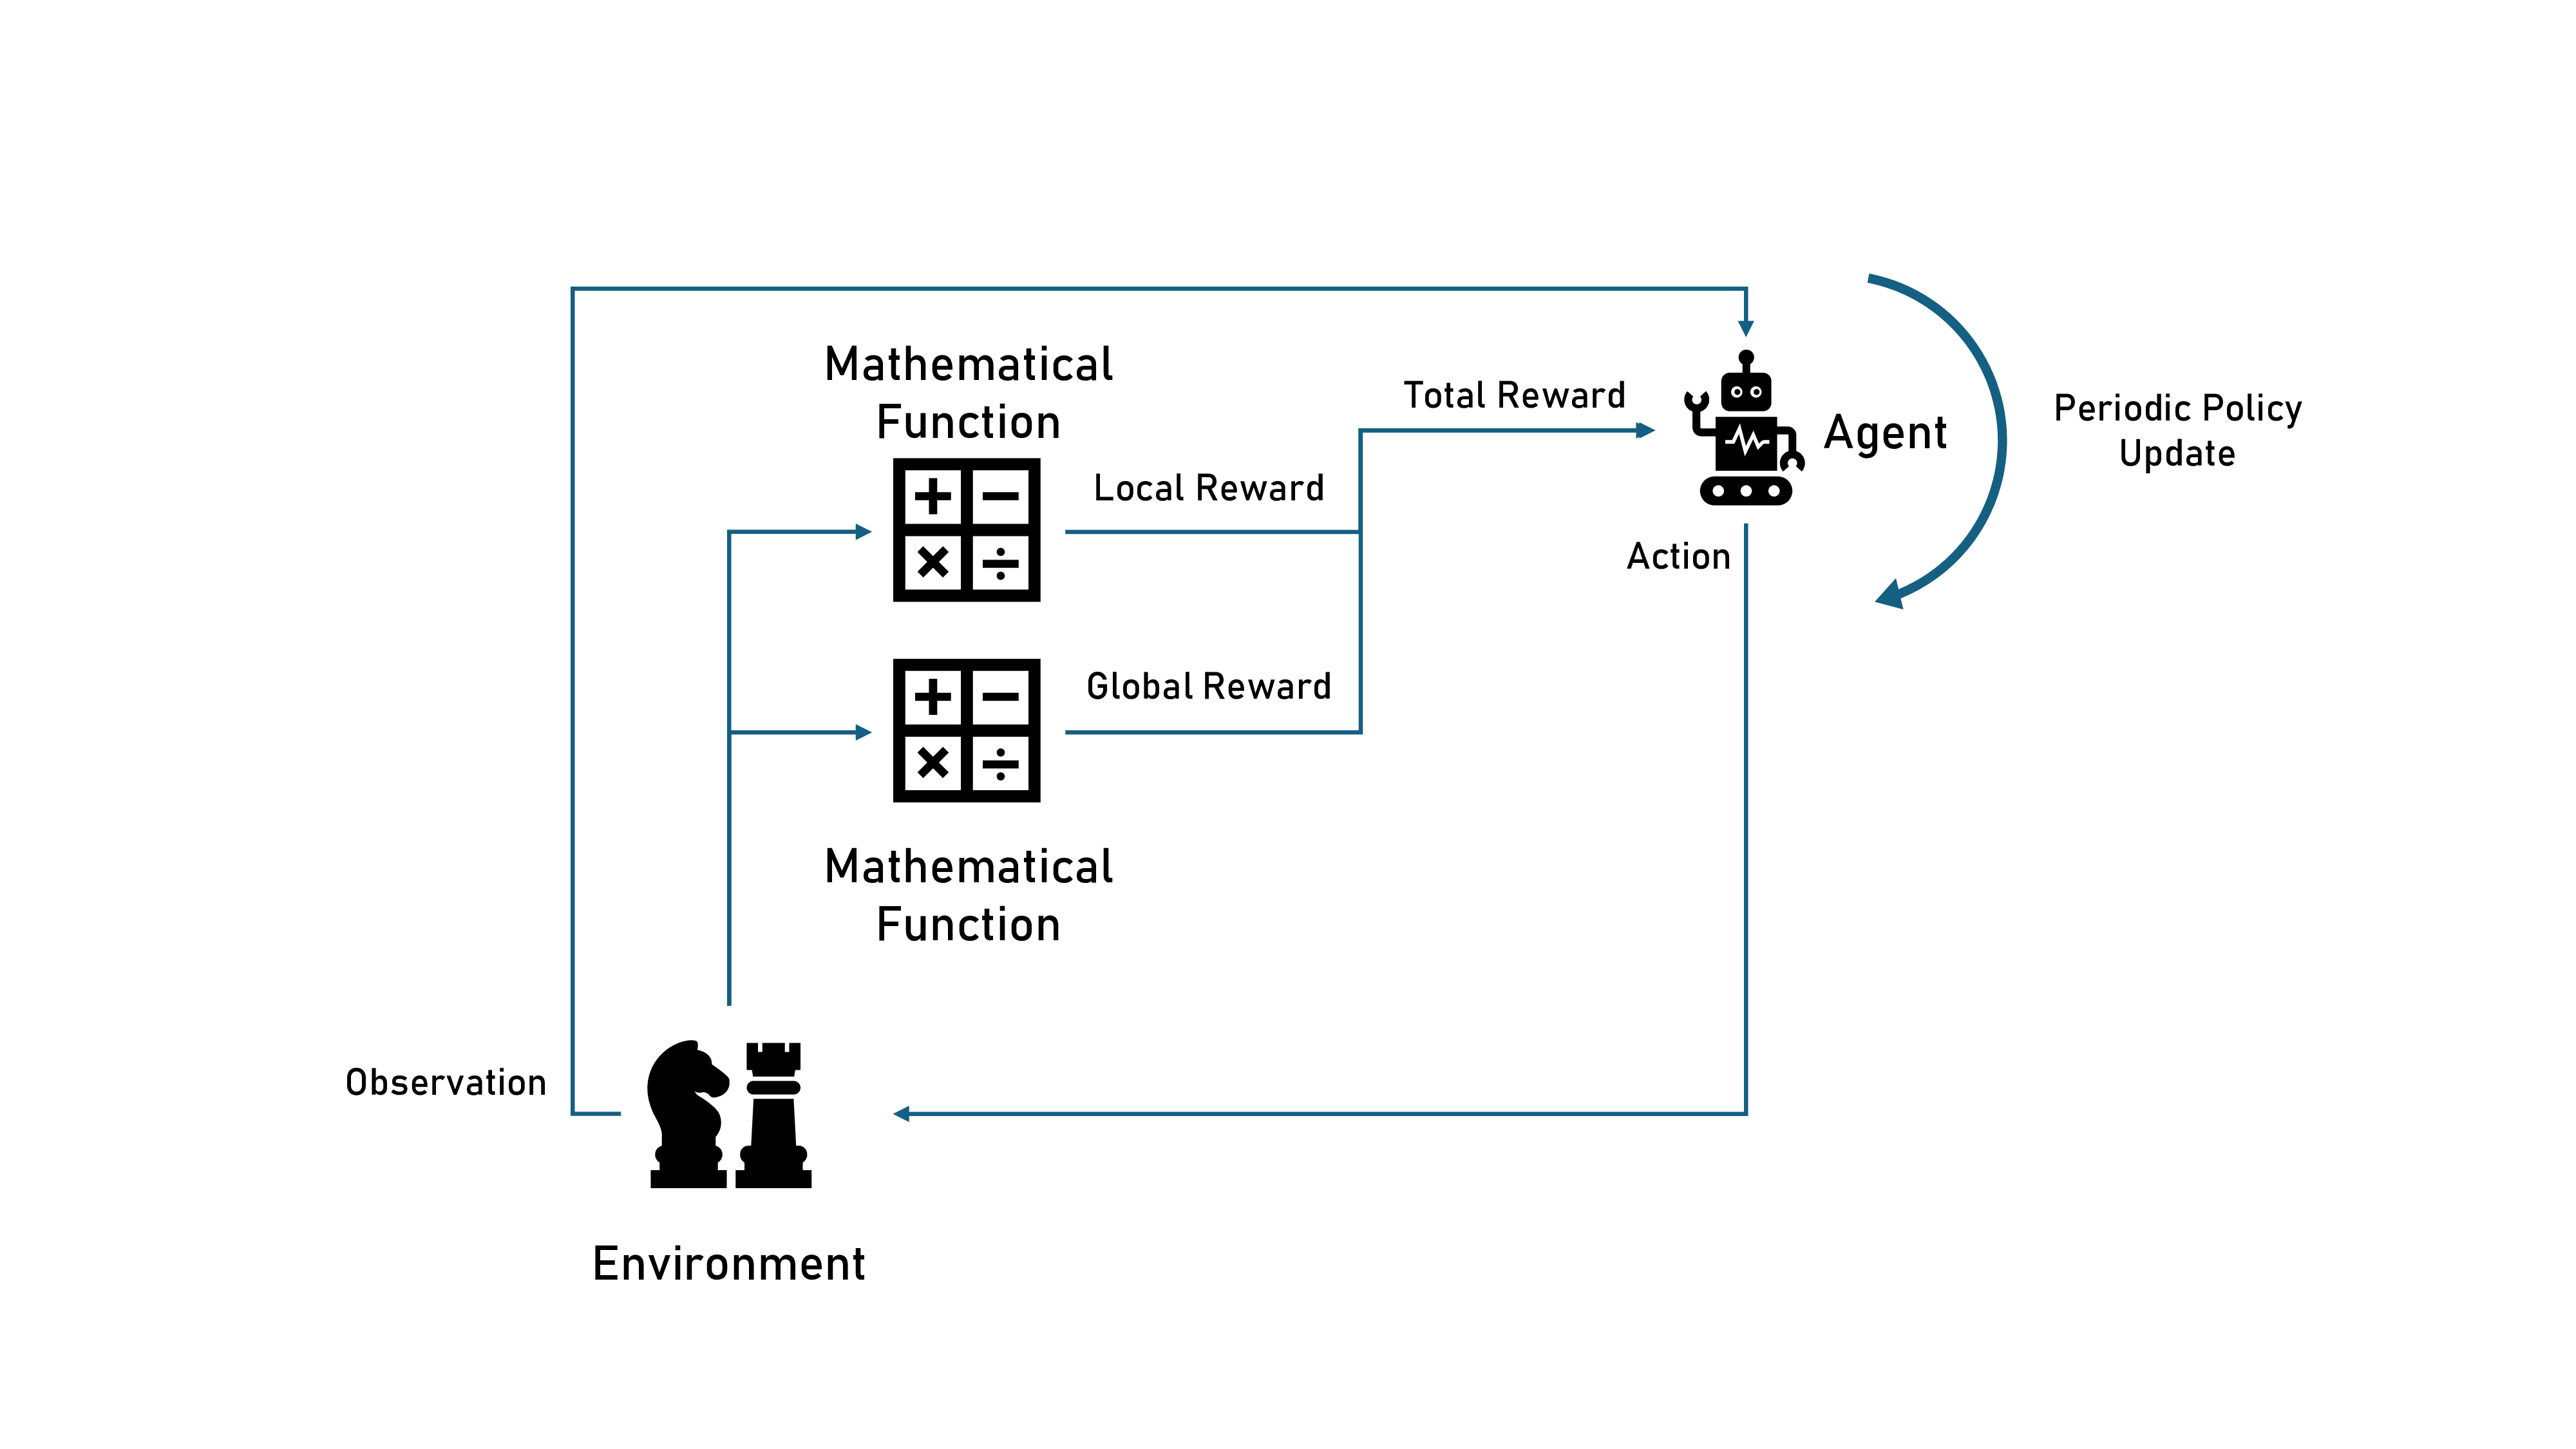 Mathematical
Function
Total Reward
Agent
Periodic Policy
Update
Local Reward
Action
Global Reward
Mathematical
Function
Observation
Environment